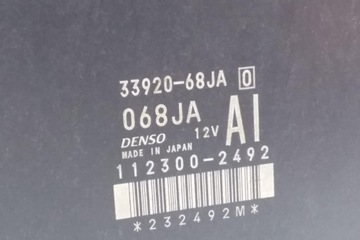 33920-68JA 0
068JA AI
DENSO 12V
MADE IN JAPAN
112300-2492
*232492M*